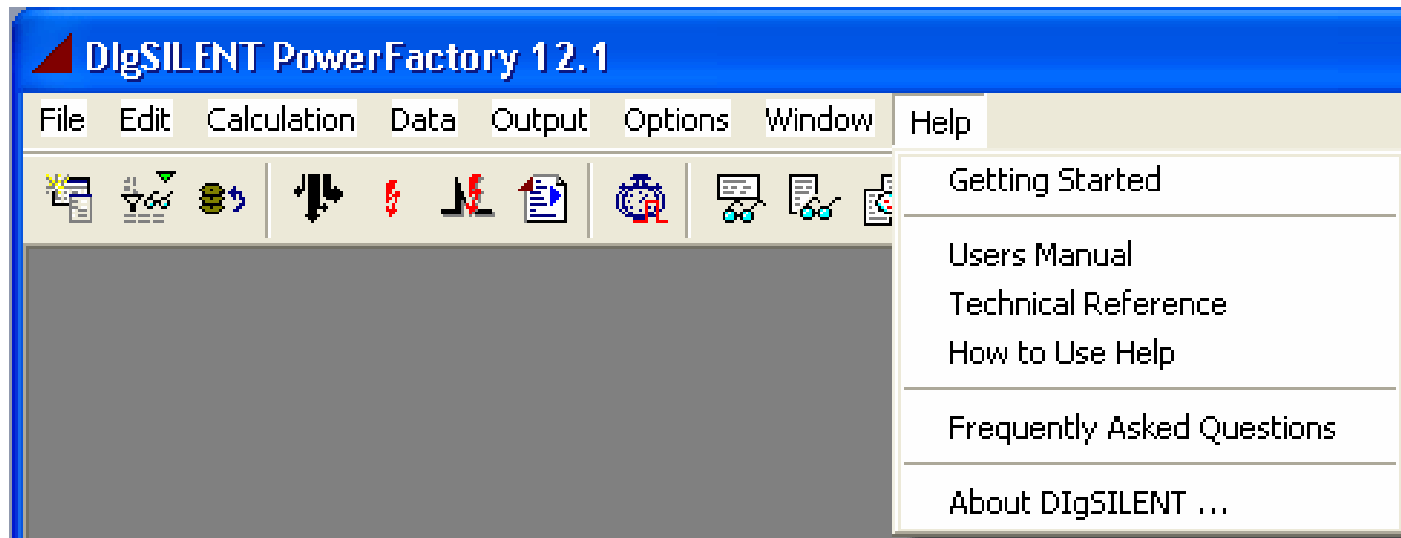 DIgSILENT PowerFactory 12.1
File Edit Calculation Data Output Options Window Help
Getting Started
Users Manual
Technical Reference
How to Use Help
Frequently Asked Questions
About DIgSILENT ...